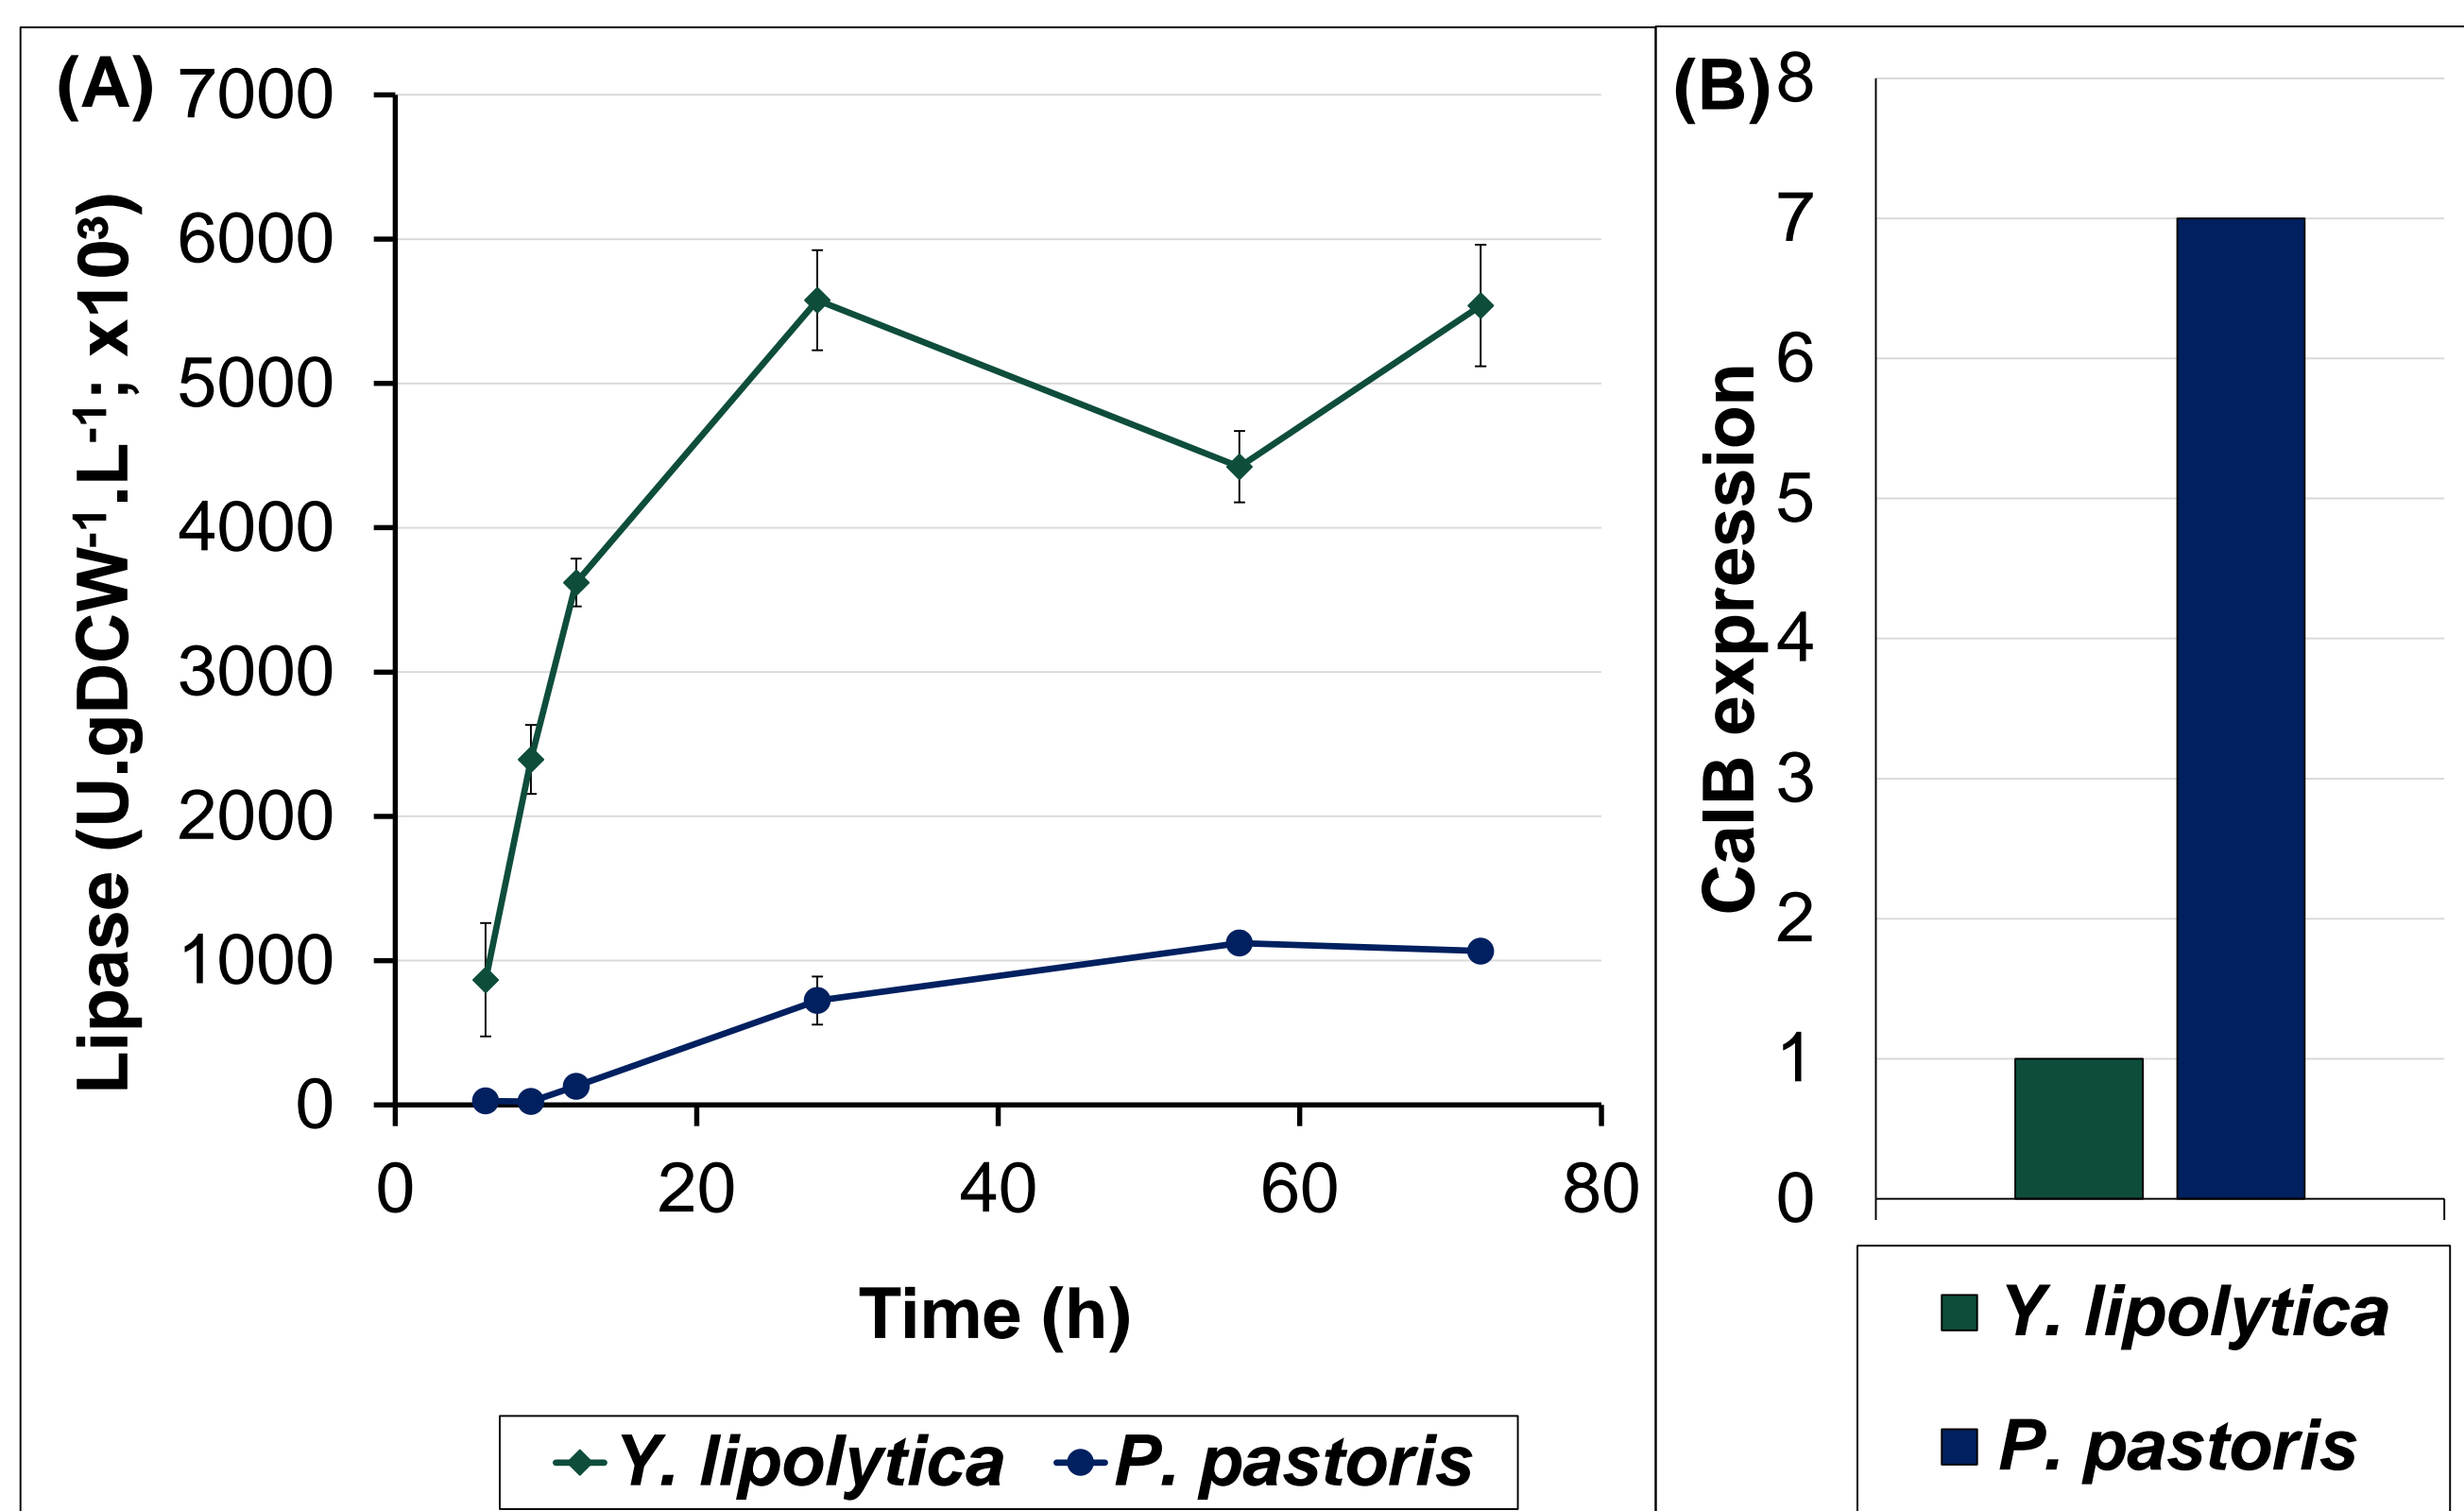 (A)
Lipase (U.gDCW⁻¹.L⁻¹; x10³)
7000
6000
5000
4000
3000
2000
1000
0
0 20 40 60 80
Time (h)
Y. lipolytica P. pastoris
(B)
CalB expression
8
7
6
5
4
3
2
1
0
Y. lipolytica
P. pastoris